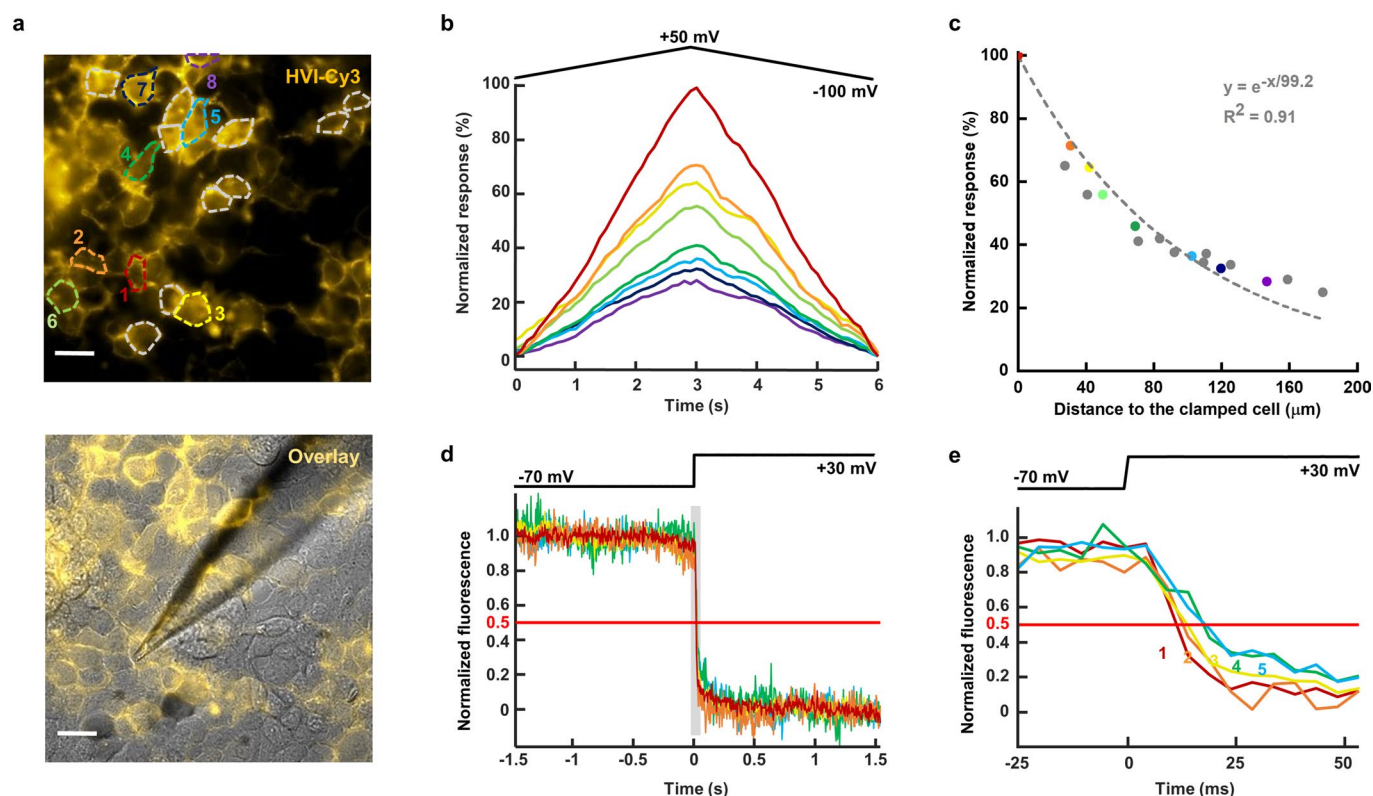 a
HVI-Cy3
7
8
5
4
2
1
3
6
Overlay
b
+50 mV
-100 mV
Normalized response (%)
100
80
60
40
20
0
0 1 2 3 4 5 6
Time (s)
c
Normalized response (%)
100
80
60
40
20
0
y = e-x/99.2
R2 = 0.91
0 40 80 120 160 200
Distance to the clamped cell (μm)
d
-70 mV
+30 mV
Normalized fluorescence
1.0
0.8
0.6
0.5
0.4
0.2
0
-1.5 -1 -0.5 0 0.5 1 1.5
Time (s)
e
-70 mV
+30 mV
Normalized fluorescence
1.0
0.8
0.6
0.5
0.4
0.2
0
1 2 3 4 5
-25 0 25 50
Time (ms)